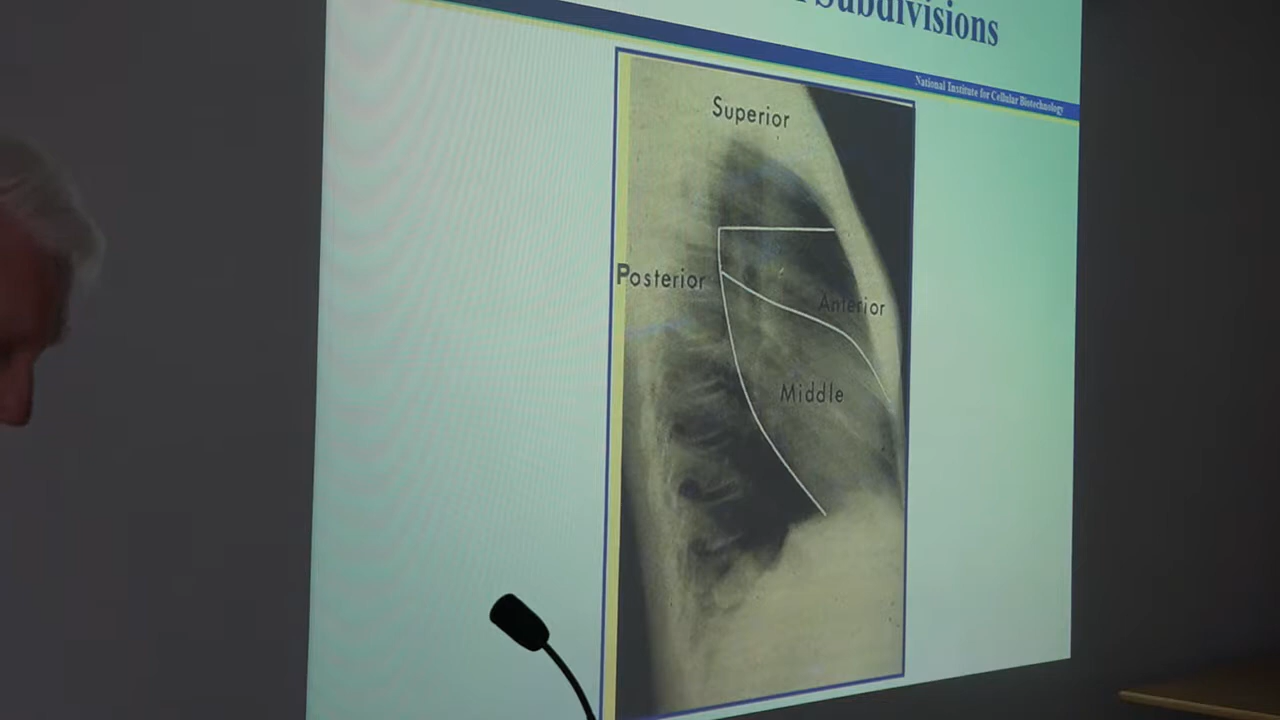 Subdivisions
National Institute for Cellular Biotechnology
Superior
Posterior
Anterior
Middle